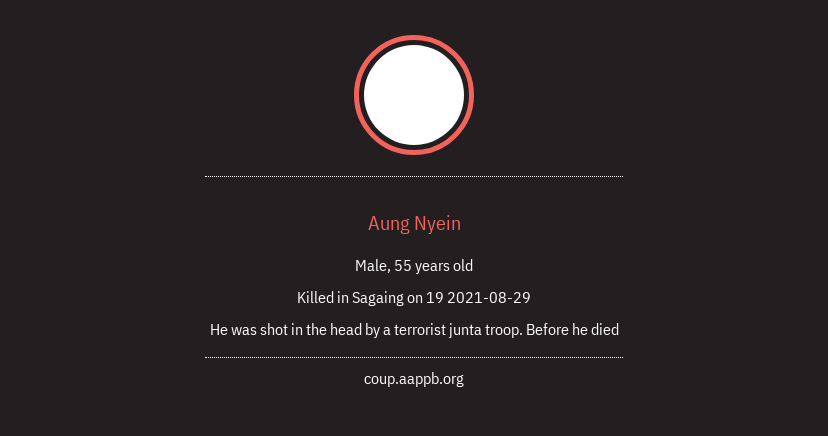 Aung Nyein
Male, 55 years old
Killed in Sagaing on 19 2021-08-29
He was shot in the head by a terrorist junta troop. Before he died
coup.aappb.org